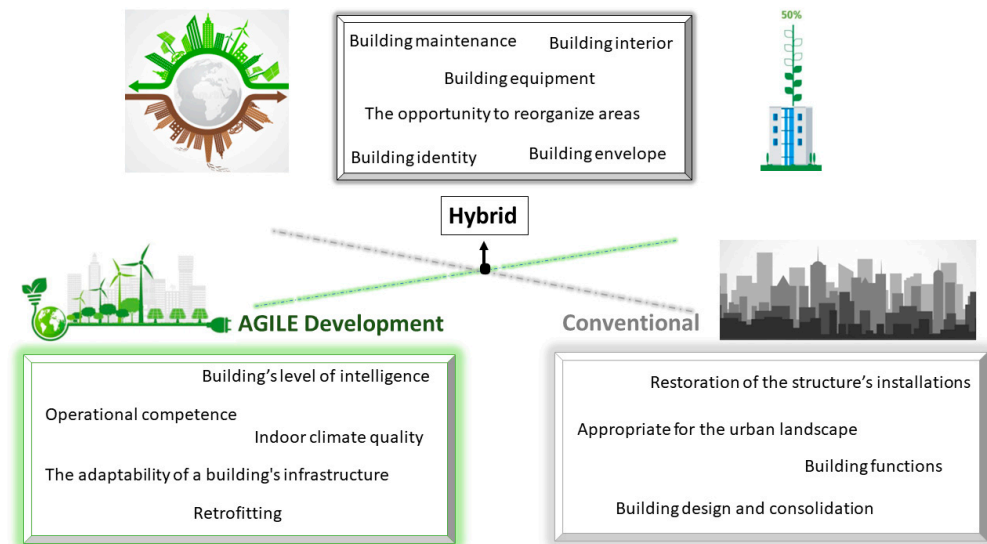 50%
Building maintenance
Building interior
Building equipment
The opportunity to reorganize areas
Building identity
Building envelope
Hybrid
AGILE Development
Conventional
Building’s level of intelligence
Operational competence
Indoor climate quality
The adaptability of a building's infrastructure
Retrofitting
Restoration of the structure’s installations
Appropriate for the urban landscape
Building functions
Building design and consolidation